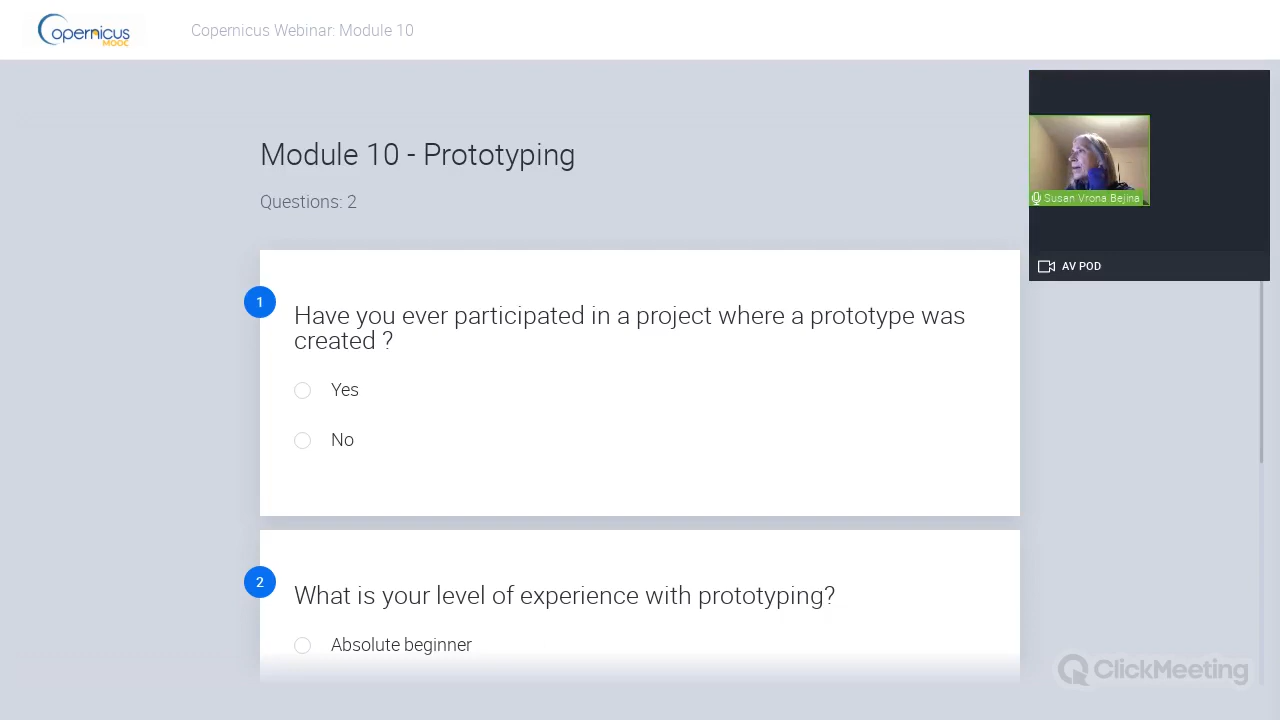 Copernicus
MOOC
Copernicus Webinar: Module 10
Module 10 - Prototyping
Questions: 2
Susan Vrona Bejina
AV POD
1
Have you ever participated in a project where a prototype was
created ?
Yes
No
2
What is your level of experience with prototyping?
Absolute beginner
ClickMeeting